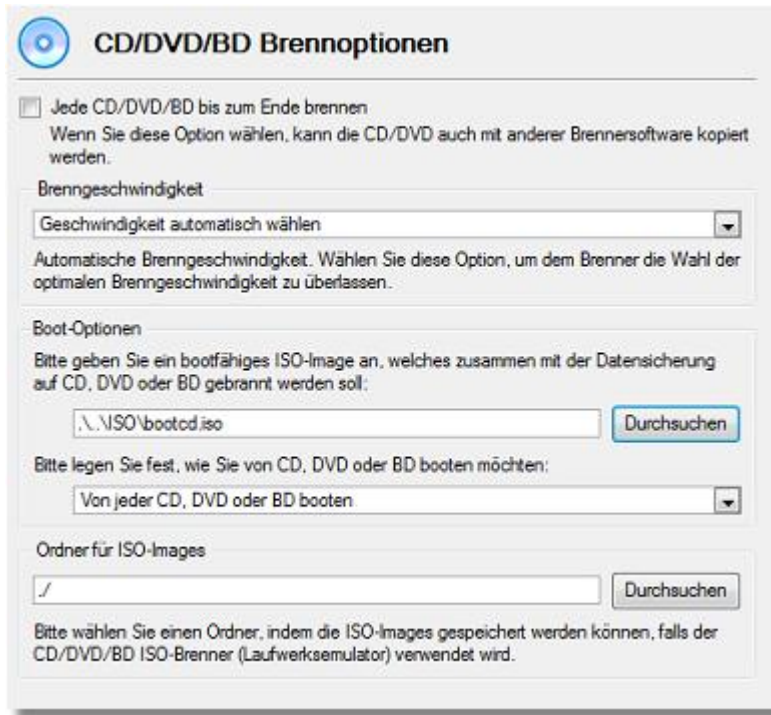 CD/DVD/BD Brennoptionen
Jede CD/DVD/BD bis zum Ende brennen
Wenn Sie diese Option wählen, kann die CD/DVD auch mit anderer Brennersoftware kopiert
werden.
Brenngeschwindigkeit
Geschwindigkeit automatisch wählen
Automatische Brenngeschwindigkeit. Wählen Sie diese Option, um dem Brenner die Wahl der
optimalen Brenngeschwindigkeit zu überlassen.
Boot-Optionen
Bitte geben Sie ein bootfähiges ISO-Image an, welches zusammen mit der Datensicherung
auf CD, DVD oder BD gebrannt werden soll:
.\..\ISO\bootcd.iso
Durchsuchen
Bitte legen Sie fest, wie Sie von CD, DVD oder BD booten möchten:
Von jeder CD, DVD oder BD booten
Ordner für ISO-Images
./
Durchsuchen
Bitte wählen Sie einen Ordner, indem die ISO-Images gespeichert werden können, falls der
CD/DVD/BD ISO-Brenner (Laufwerksemulator) verwendet wird.